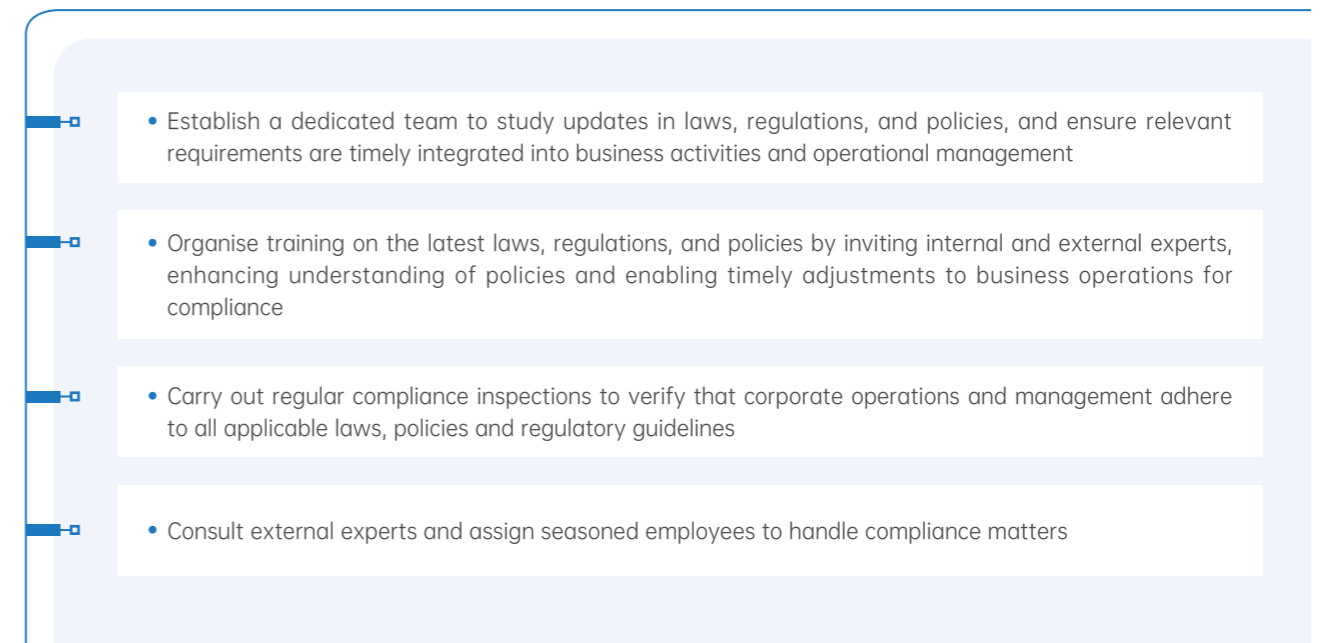 • Establish a dedicated team to study updates in laws, regulations, and policies, and ensure relevant
requirements are timely integrated into business activities and operational management
• Organise training on the latest laws, regulations, and policies by inviting internal and external experts,
enhancing understanding of policies and enabling timely adjustments to business operations for
compliance
• Carry out regular compliance inspections to verify that corporate operations and management adhere
to all applicable laws, policies and regulatory guidelines
• Consult external experts and assign seasoned employees to handle compliance matters